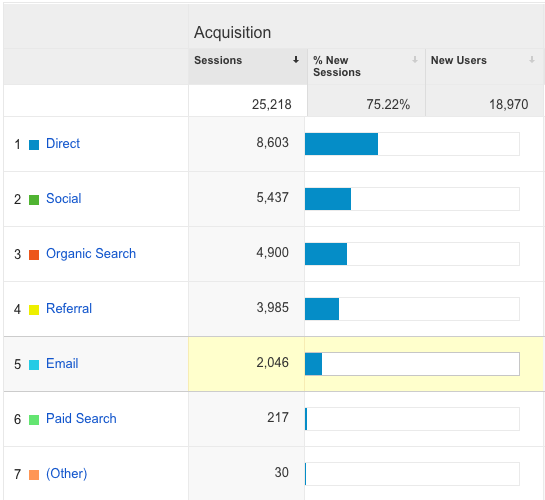 Acquisition
Sessions % New Sessions New Users
25,218 75.22% 18,970
1 Direct 8,603
2 Social 5,437
3 Organic Search 4,900
4 Referral 3,985
5 Email 2,046
6 Paid Search 217
7 (Other) 30